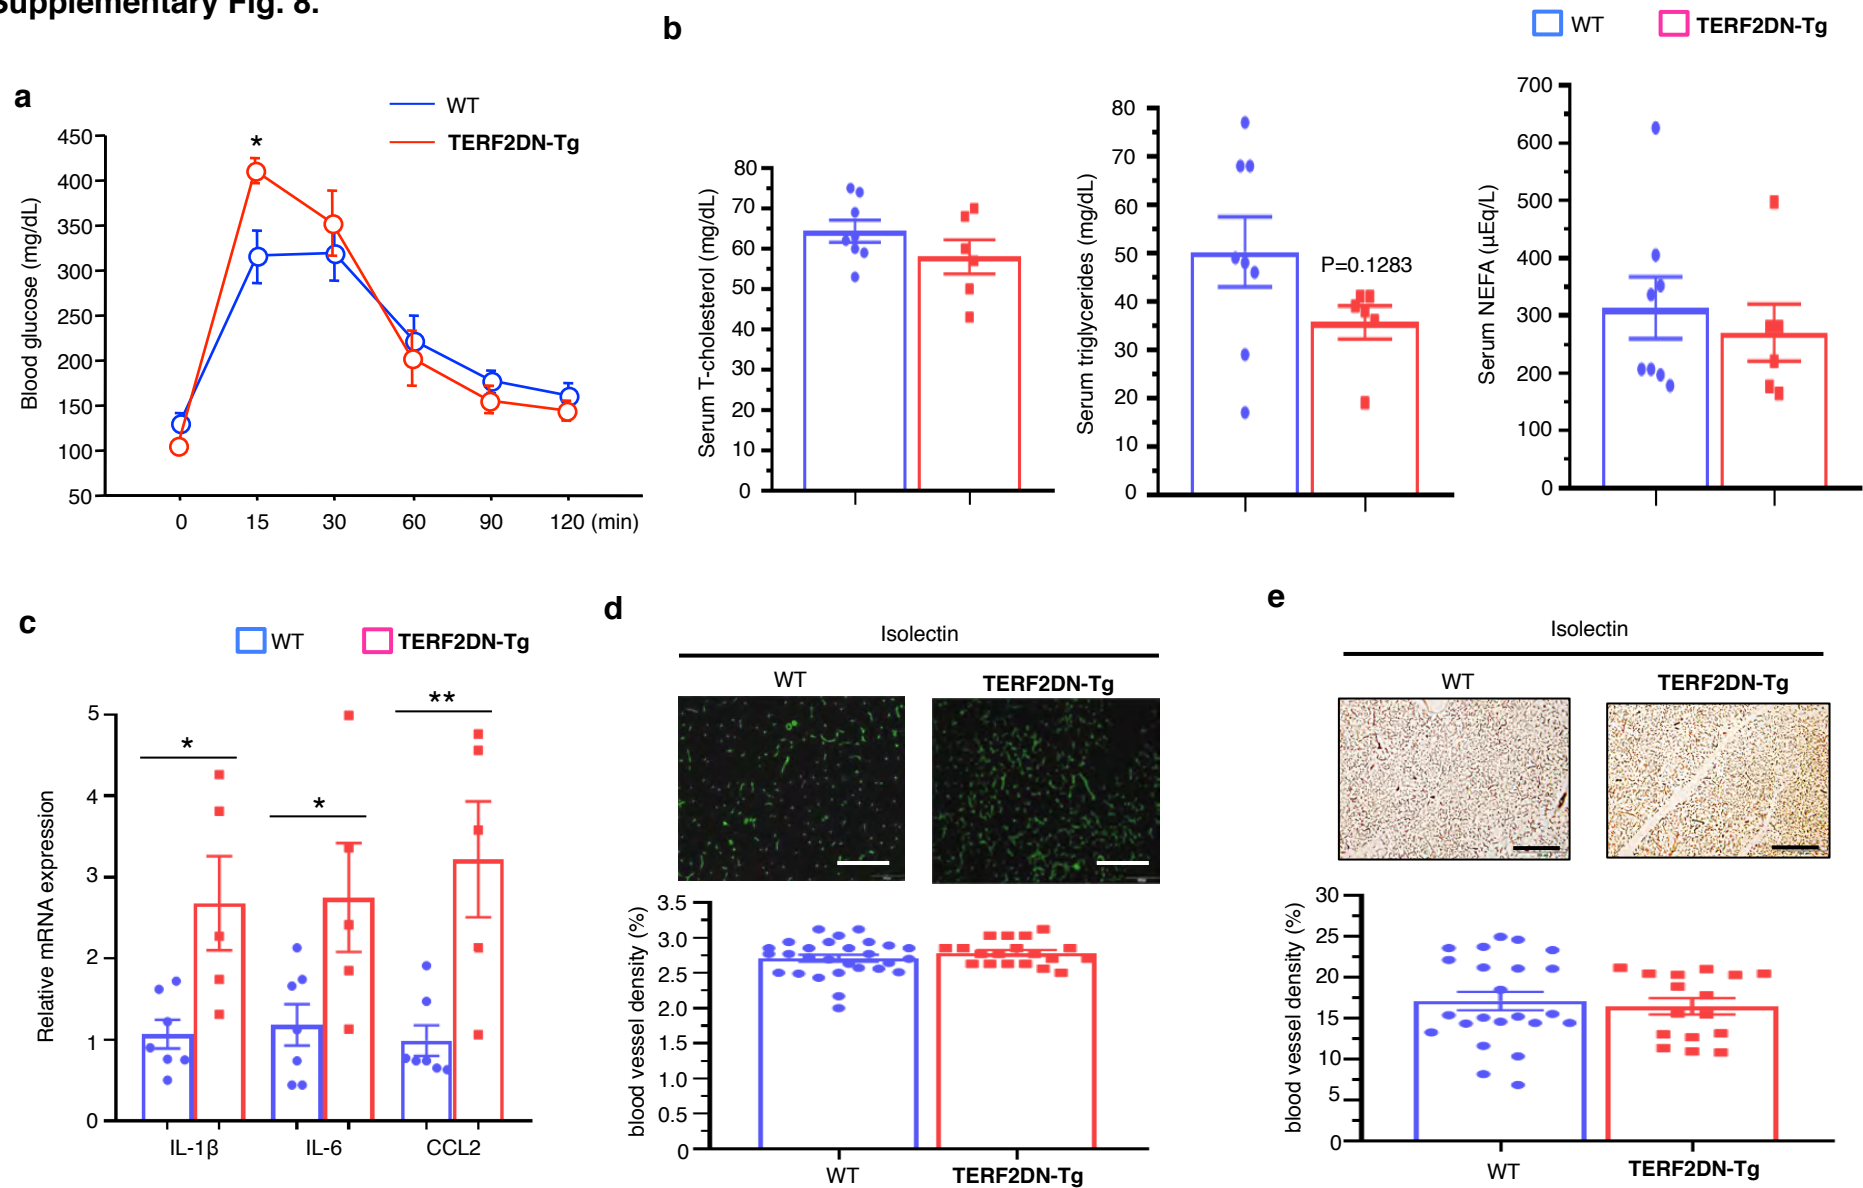 Supplementary Fig. 8.
a
WT
TERF2DN-Tg
Blood glucose (mg/dL)
450
400
350
300
250
200
150
100
50
*
0 15 30 60 90 120 (min)
b
WT TERF2DN-Tg
Serum T-cholesterol (mg/dL)
80
70
60
50
40
30
20
10
0
Serum triglycerides (mg/dL)
80
70
60
50
40
30
20
10
0
P=0.1283
Serum NEFA (μEq/L)
700
600
500
400
300
200
100
0
c
WT TERF2DN-Tg
Relative mRNA expression
5
4
3
2
1
0
*
*
**
IL-1β IL-6 CCL2
d
Isolectin
WT TERF2DN-Tg
blood vessel density (%)
3.5
3.0
2.5
2.0
1.5
1.0
0.5
0
WT TERF2DN-Tg
e
Isolectin
WT TERF2DN-Tg
blood vessel density (%)
30
25
20
15
10
5
0
WT TERF2DN-Tg